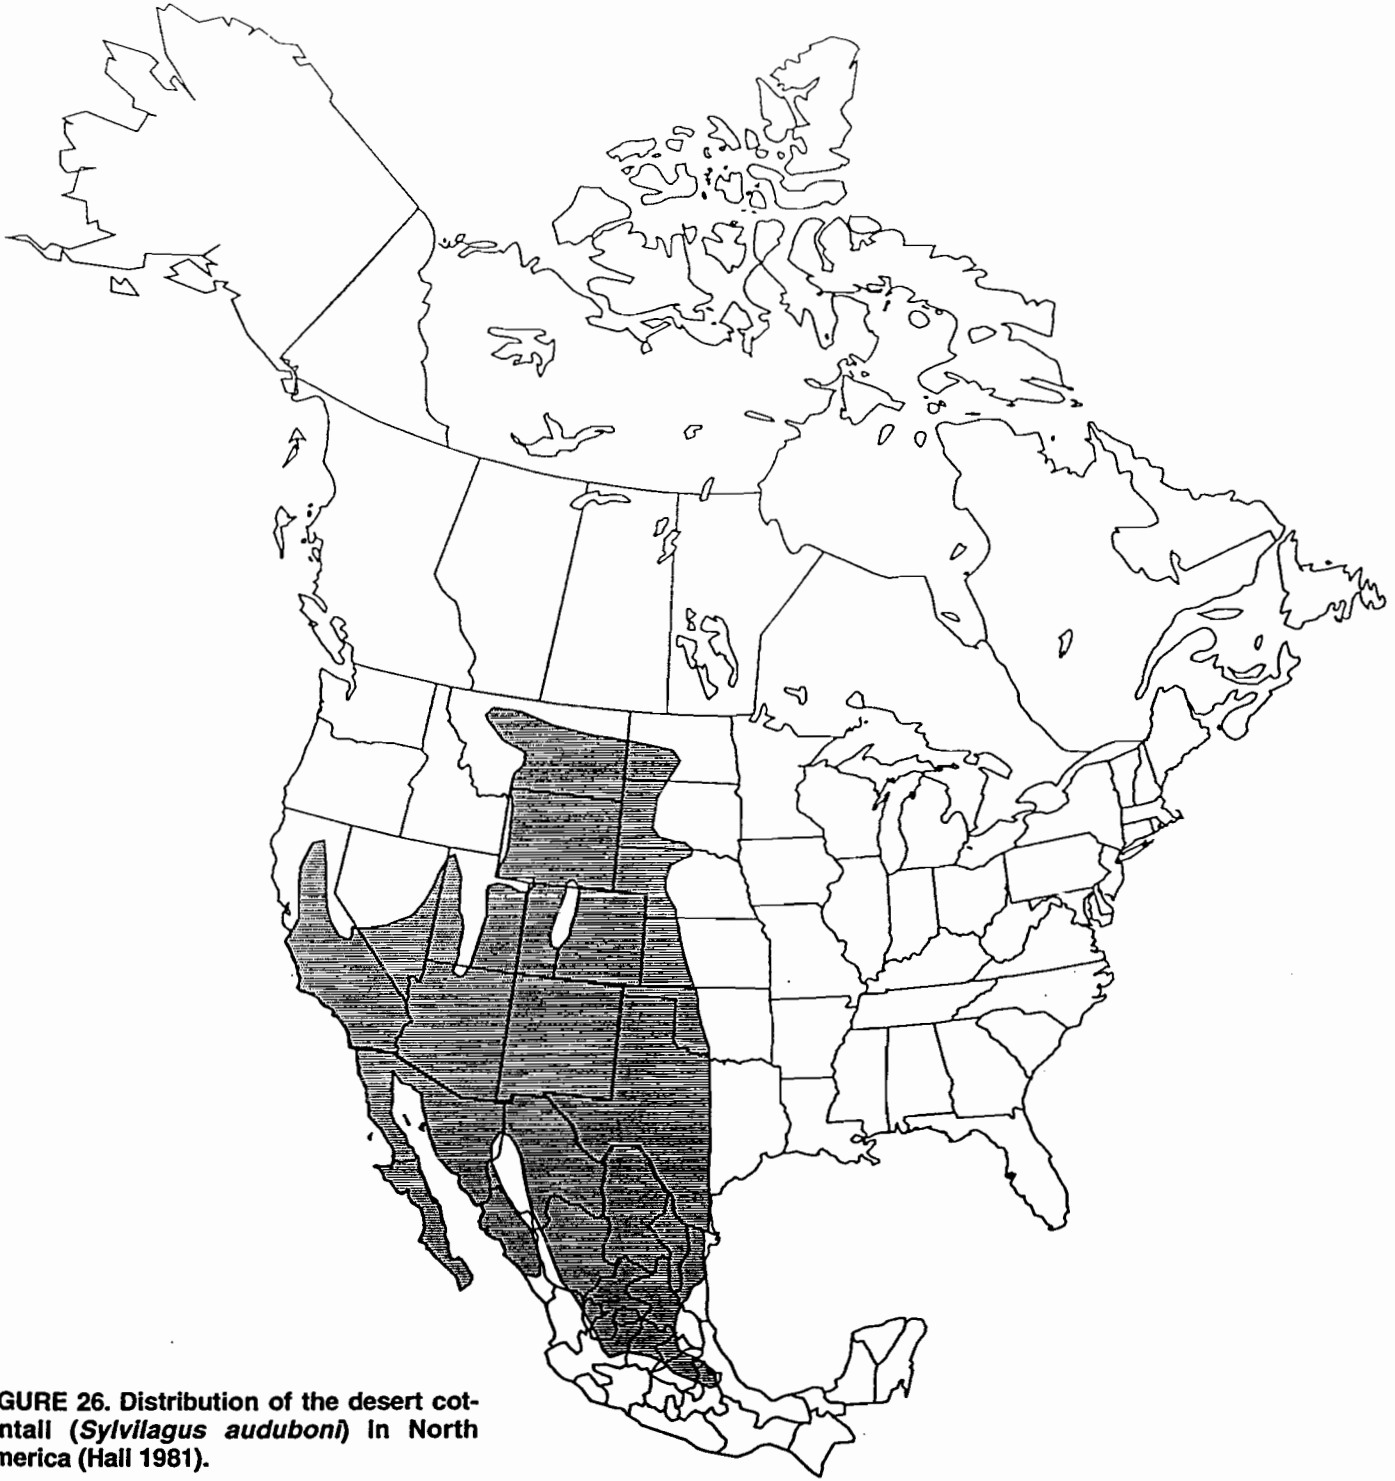 GURE 26. Distribution of the desert cot-
ntail (Sylvilagus auduboni) in North
merica (Hall 1981).